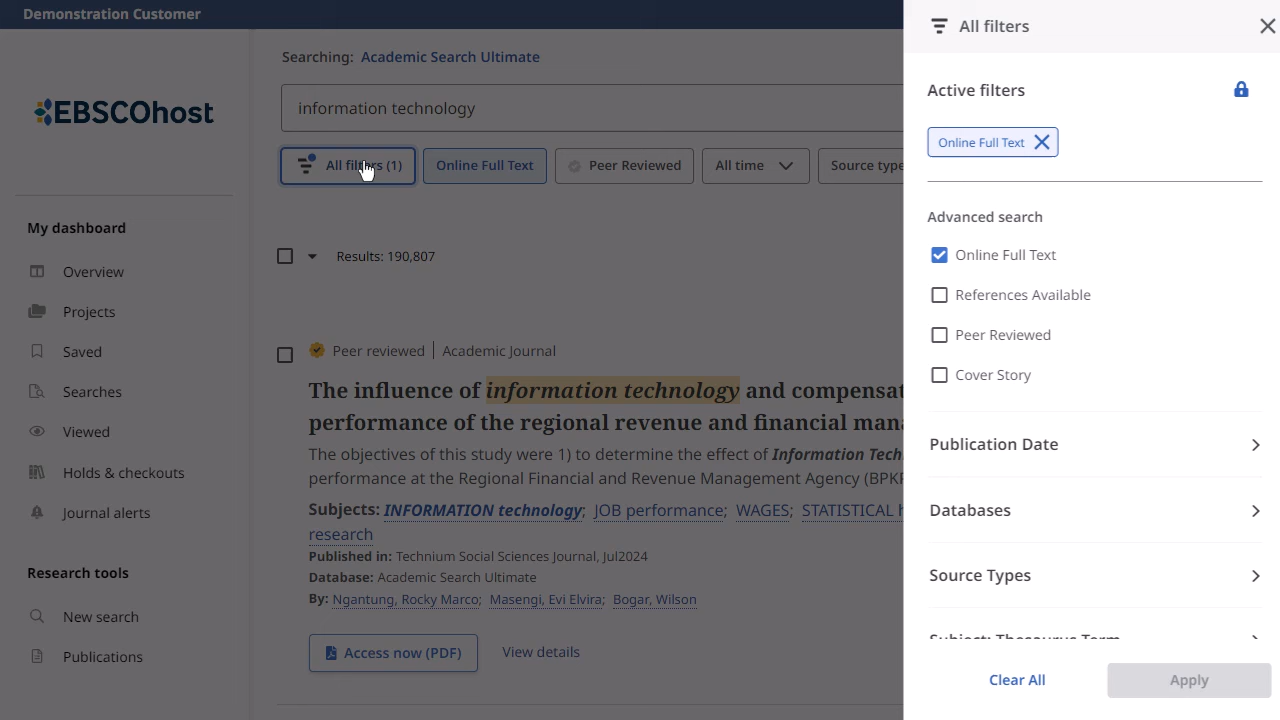 Demonstration Customer
EBSCOhost
My dashboard
Overview
Projects
Saved
Searches
Viewed
Holds & checkouts
Journal alerts
Research tools
New search
Publications
Searching: Academic Search Ultimate
information technology
All filters (1)
Online Full Text
Peer Reviewed
All time
Source type
Results: 190,807
Peer reviewed | Academic Journal
The influence of information technology and compensat
performance of the regional revenue and financial man
The objectives of this study were 1) to determine the effect of Information Tech
performance at the Regional Financial and Revenue Management Agency (BPKP
Subjects: INFORMATION technology; JOB performance; WAGES; STATISTICAL h
research
Published in: Technium Social Sciences Journal, Jul2024
Database: Academic Search Ultimate
By: Ngantung, Rocky Marco; Masengi, Evi Elvira; Bogar, Wilson
Access now (PDF)
View details
All filters
Active filters
Online Full Text
Advanced search
Online Full Text
References Available
Peer Reviewed
Cover Story
Publication Date
Databases
Source Types
Subject: Thesaurus Term
Clear All
Apply